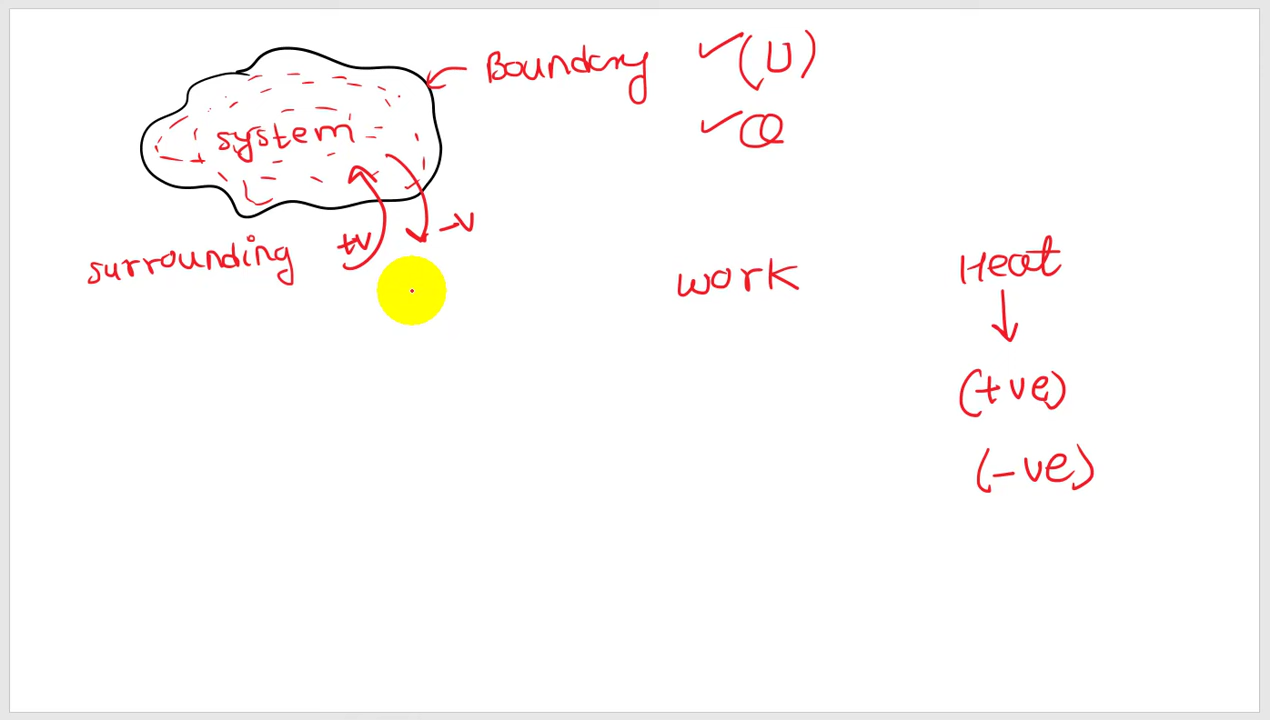 Boundary
(U)
system
Q
surrounding
+v
-v
work
Heat
(+ve)
(-ve)